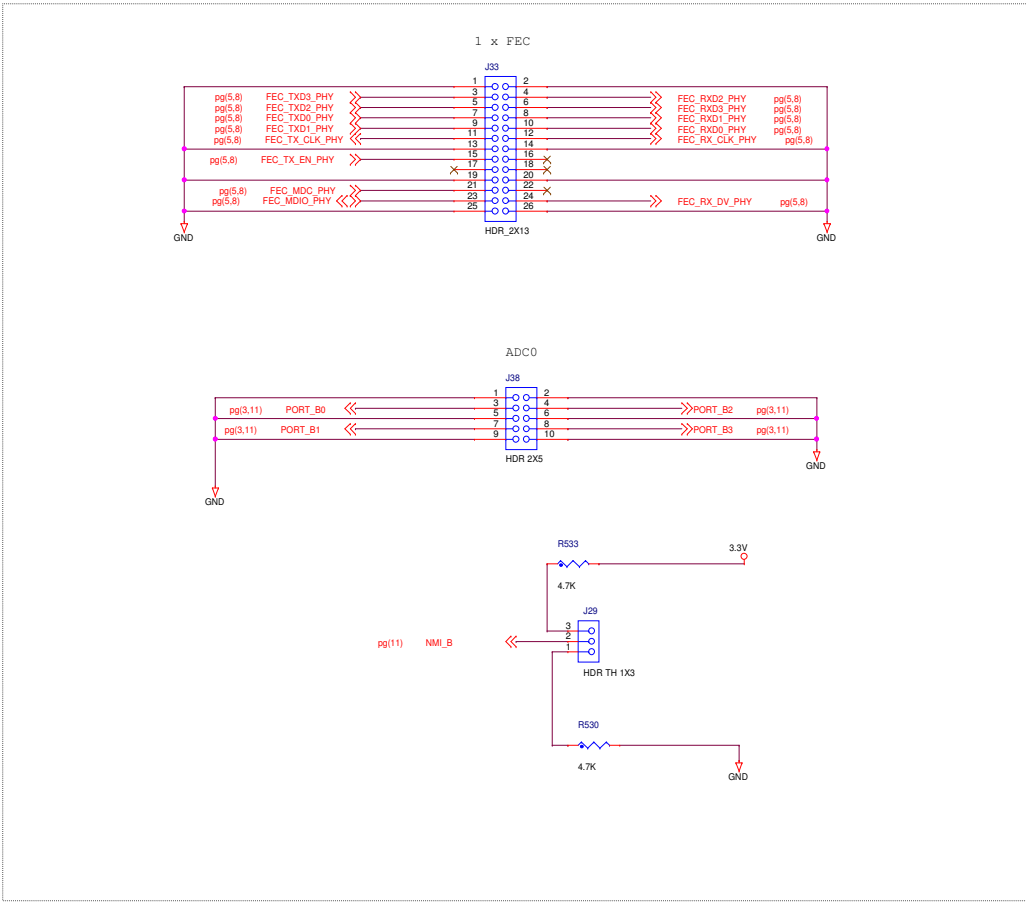 1 x FEC
J33
1 2
3 4
pg(5,8) FEC_TXD3_PHY FEC_RXD2_PHY pg(5,8)
5 6
pg(5,8) FEC_TXD2_PHY FEC_RXD3_PHY pg(5,8)
7 8
pg(5,8) FEC_TXD0_PHY FEC_RXD1_PHY pg(5,8)
9 10
pg(5,8) FEC_TXD1_PHY FEC_RXD0_PHY pg(5,8)
11 12
pg(5,8) FEC_TX_CLK_PHY FEC_RX_CLK_PHY pg(5,8)
13 14
15 16
pg(5,8) FEC_TX_EN_PHY
17 18
19 20
21 22
pg(5,8) FEC_MDC_PHY
23 24
pg(5,8) FEC_MDIO_PHY FEC_RX_DV_PHY pg(5,8)
25 26
GND HDR_2X13 GND
ADC0
J38
1 2
3 4
pg(3,11) PORT_B0 PORT_B2 pg(3,11)
5 6
7 8
pg(3,11) PORT_B1 PORT_B3 pg(3,11)
9 10
HDR 2X5 GND
GND
R533 3.3V
4.7K
J29
3
2
pg(11) NMI_B
1
HDR TH 1X3
R530
4.7K GND